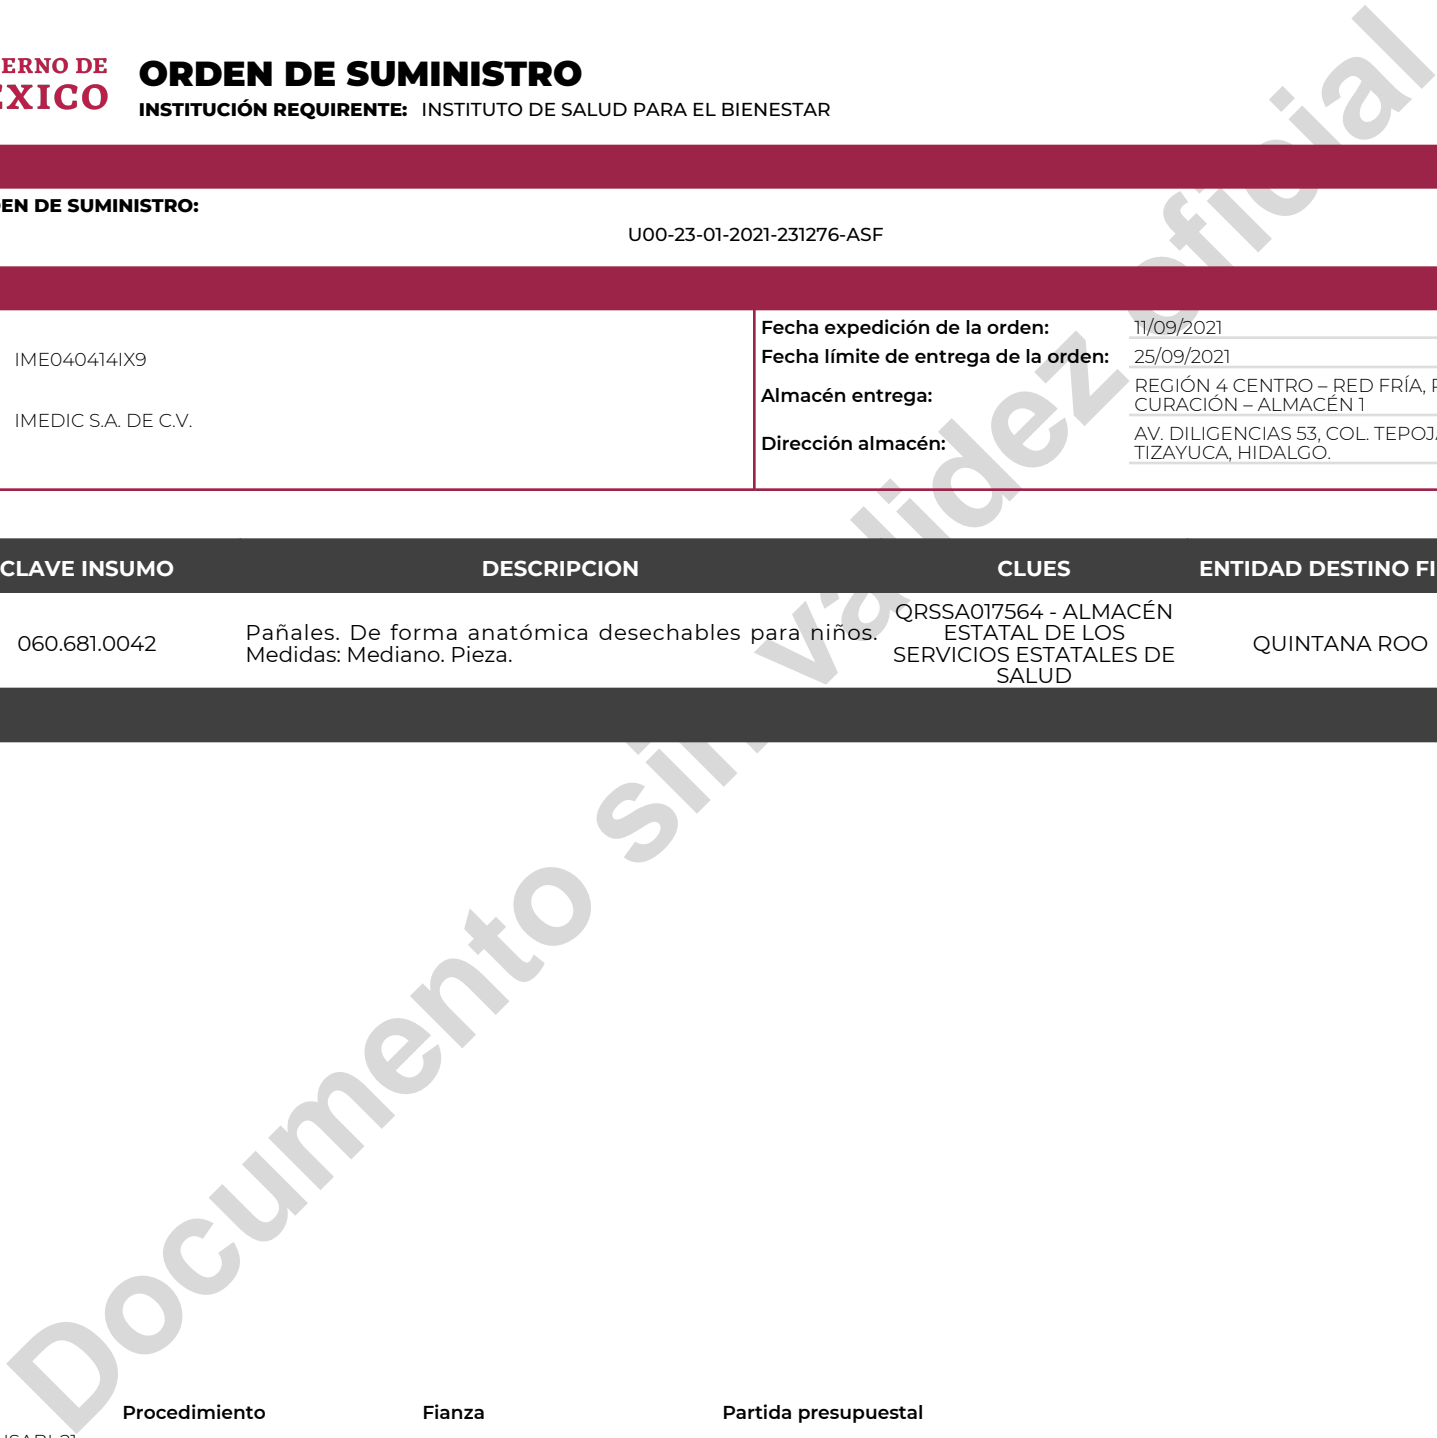 ERNO DE
EXICO
ORDEN DE SUMINISTRO
INSTITUCIÓN REQUIRENTE: INSTITUTO DE SALUD PARA EL BIENESTAR
EN DE SUMINISTRO:
U00-23-01-2021-231276-ASF
IME040414IX9
IMEDIC S.A. DE C.V.
Fecha expedición de la orden: 11/09/2021
Fecha límite de entrega de la orden: 25/09/2021
Almacén entrega: REGIÓN 4 CENTRO – RED FRÍA,
CURACIÓN – ALMACÉN 1
Dirección almacén: AV. DILIGENCIAS 53, COL. TEPOJ
TIZAYUCA, HIDALGO.
CLAVE INSUMO DESCRIPCION CLUES ENTIDAD DESTINO FI
060.681.0042
Pañales. De forma anatómica desechables para niños.
Medidas: Mediano. Pieza.
QRSSA017564 - ALMACÉN
ESTATAL DE LOS
SERVICIOS ESTATALES DE
SALUD
QUINTANA ROO
Documento sin validez oficial
Procedimiento Fianza Partida presupuestal